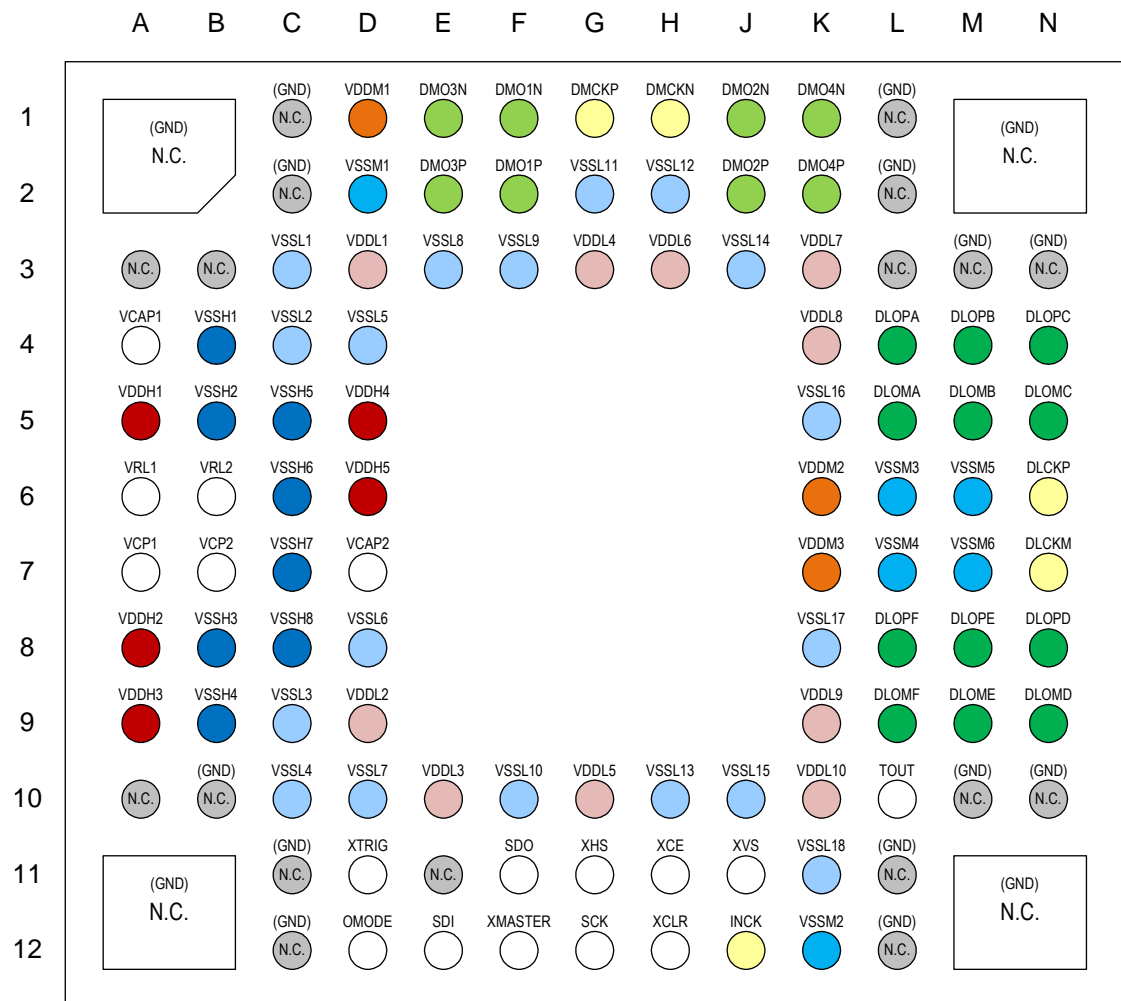 A B C D E F G H J K L M N
(GND) VDDM1 DMO3N DMO1N DMCKP DMCKN DMO2N DMO4N (GND)
1 (GND) N.C. N.C. (GND)
N.C. N.C.
(GND) VSSM1 DMO3P DMO1P VSSL11 VSSL12 DMO2P DMO4P (GND)
2 N.C. N.C.
VSSL1 VDDL1 VSSL8 VSSL9 VDDL4 VDDL6 VSSL14 VDDL7 (GND) (GND)
3 N.C. N.C. N.C. N.C. N.C.
VCAP1 VSSH1 VSSL2 VSSL5 VDDL8 DLOPA DLOPB DLOPC
4
VDDH1 VSSH2 VSSH5 VDDH4 VSSL16 DLOMA DLOMB DLOMC
5
VRL1 VRL2 VSSH6 VDDH5 VDDM2 VSSM3 VSSM5 DLCKP
6
VCP1 VCP2 VSSH7 VCAP2 VDDM3 VSSM4 VSSM6 DLCKM
7
VDDH2 VSSH3 VSSH8 VSSL6 VSSL17 DLOPF DLOPE DLOPD
8
VDDH3 VSSH4 VSSL3 VDDL2 VDDL9 DLOMF DLOME DLOMD
9
(GND) VSSL4 VSSL7 VDDL3 VSSL10 VDDL5 VSSL13 VSSL15 VDDL10 TOUT (GND) (GND)
10 N.C. N.C. N.C. N.C.
(GND) XTRIG SDO XHS XCE XVS VSSL18 (GND)
11 (GND) N.C. N.C. N.C. (GND)
N.C. N.C.
(GND) OMODE SDI XMASTER SCK XCLR INCK VSSM2 (GND)
12 N.C. N.C.